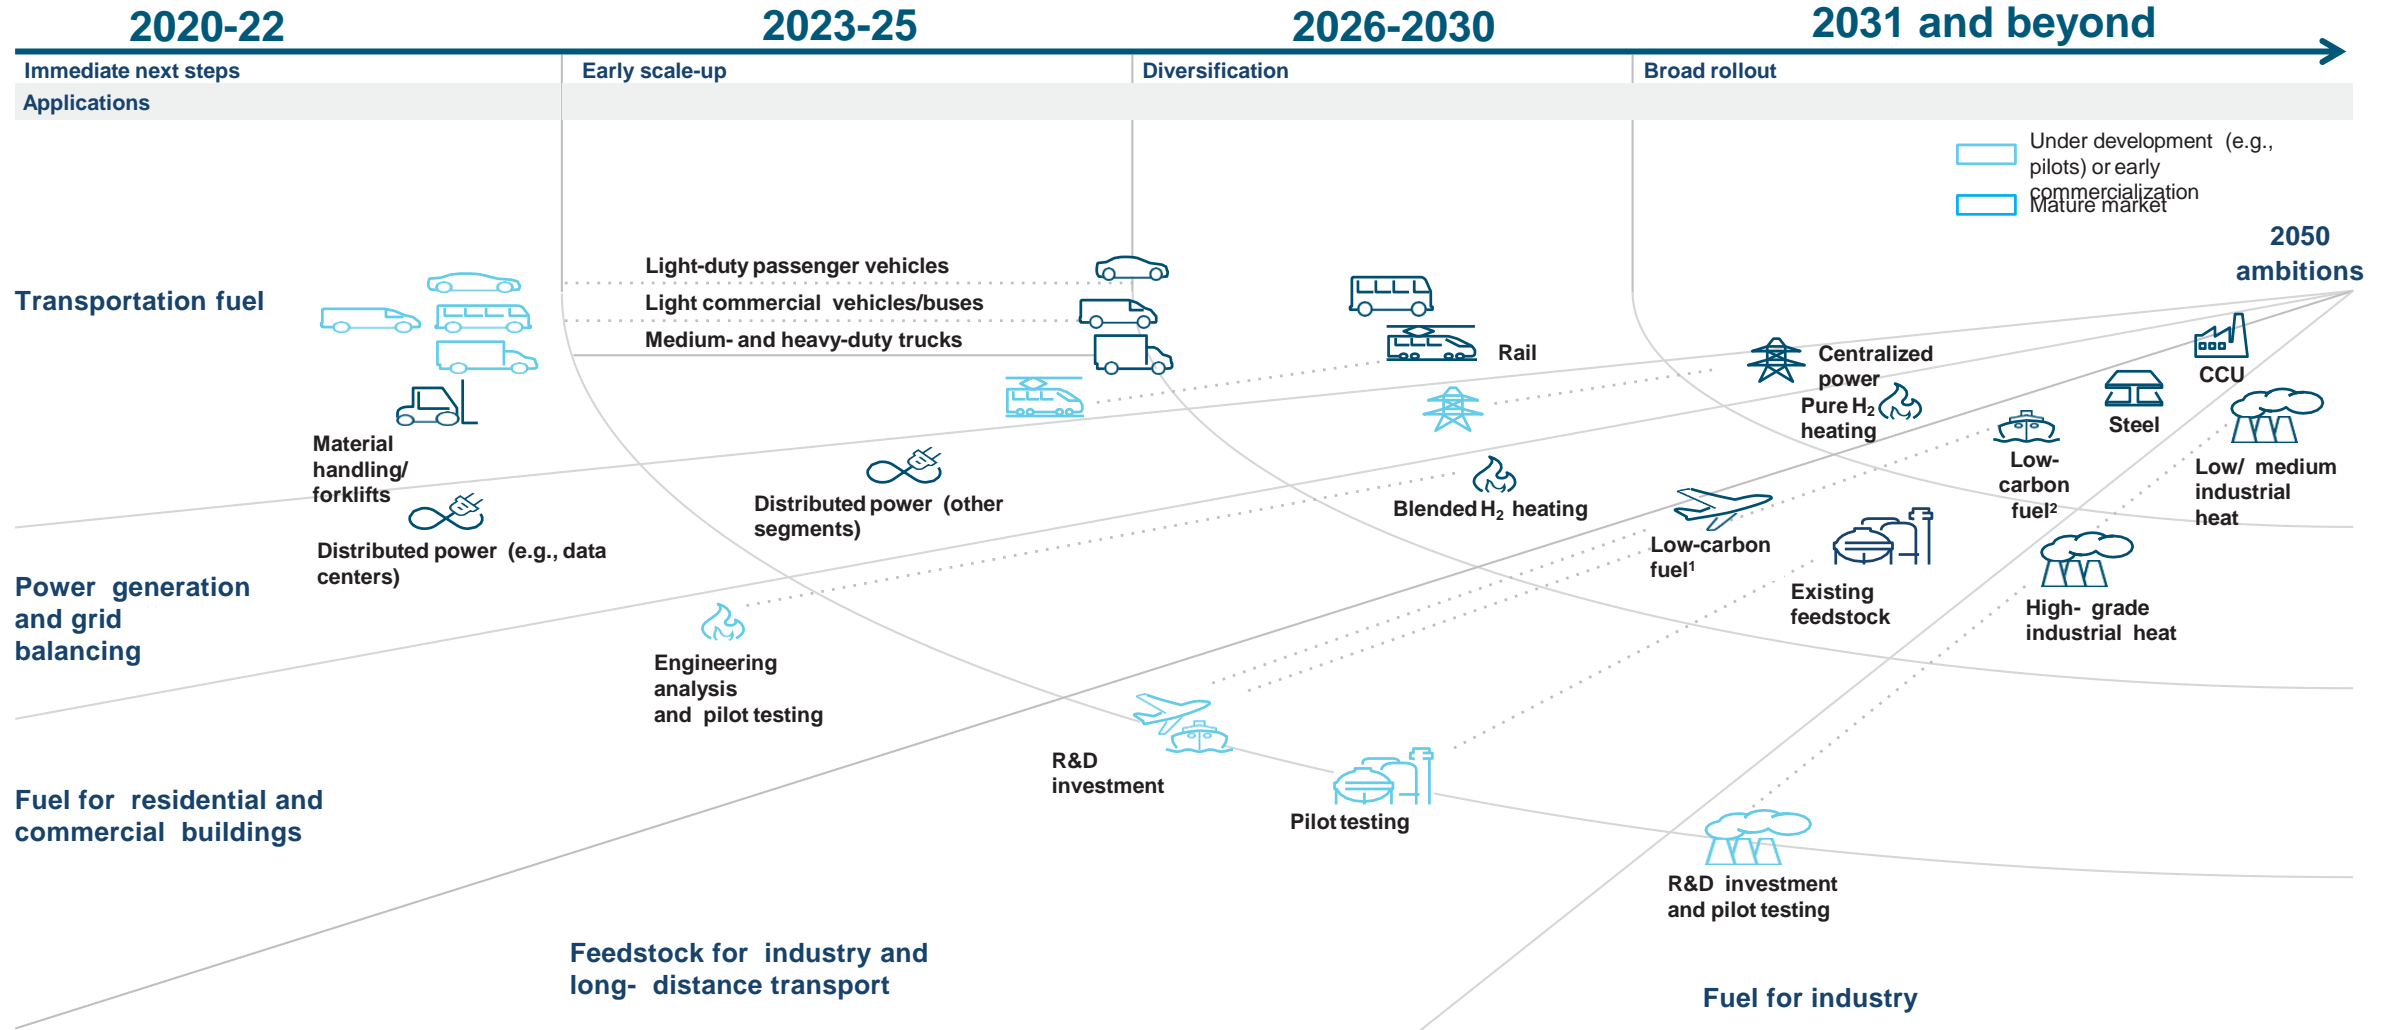 2020-22
2023-25
2026-2030
2031 and beyond
Immediate next steps
Early scale-up
Diversification
Broad rollout
Applications
Under development (e.g.,
pilots) or early
commercialization
Mature market
2050
ambitions
Transportation fuel
Light-duty passenger vehicles
Light commercial vehicles/buses
Medium- and heavy-duty trucks
Rail
Centralized
power
Pure H₂
heating
CCU
Steel
Material
handling/
forklifts
Low-
carbon
fuel²
Low/ medium
industrial
heat
Distributed power (other
segments)
Blended H₂ heating
Distributed power (e.g., data
centers)
Low-carbon
fuel¹
Existing
feedstock
High- grade
industrial heat
Power generation
and grid
balancing
Engineering
analysis
and pilot testing
R&D
investment
Pilot testing
Fuel for residential and
commercial buildings
R&D investment
and pilot testing
Feedstock for industry and
long- distance transport
Fuel for industry